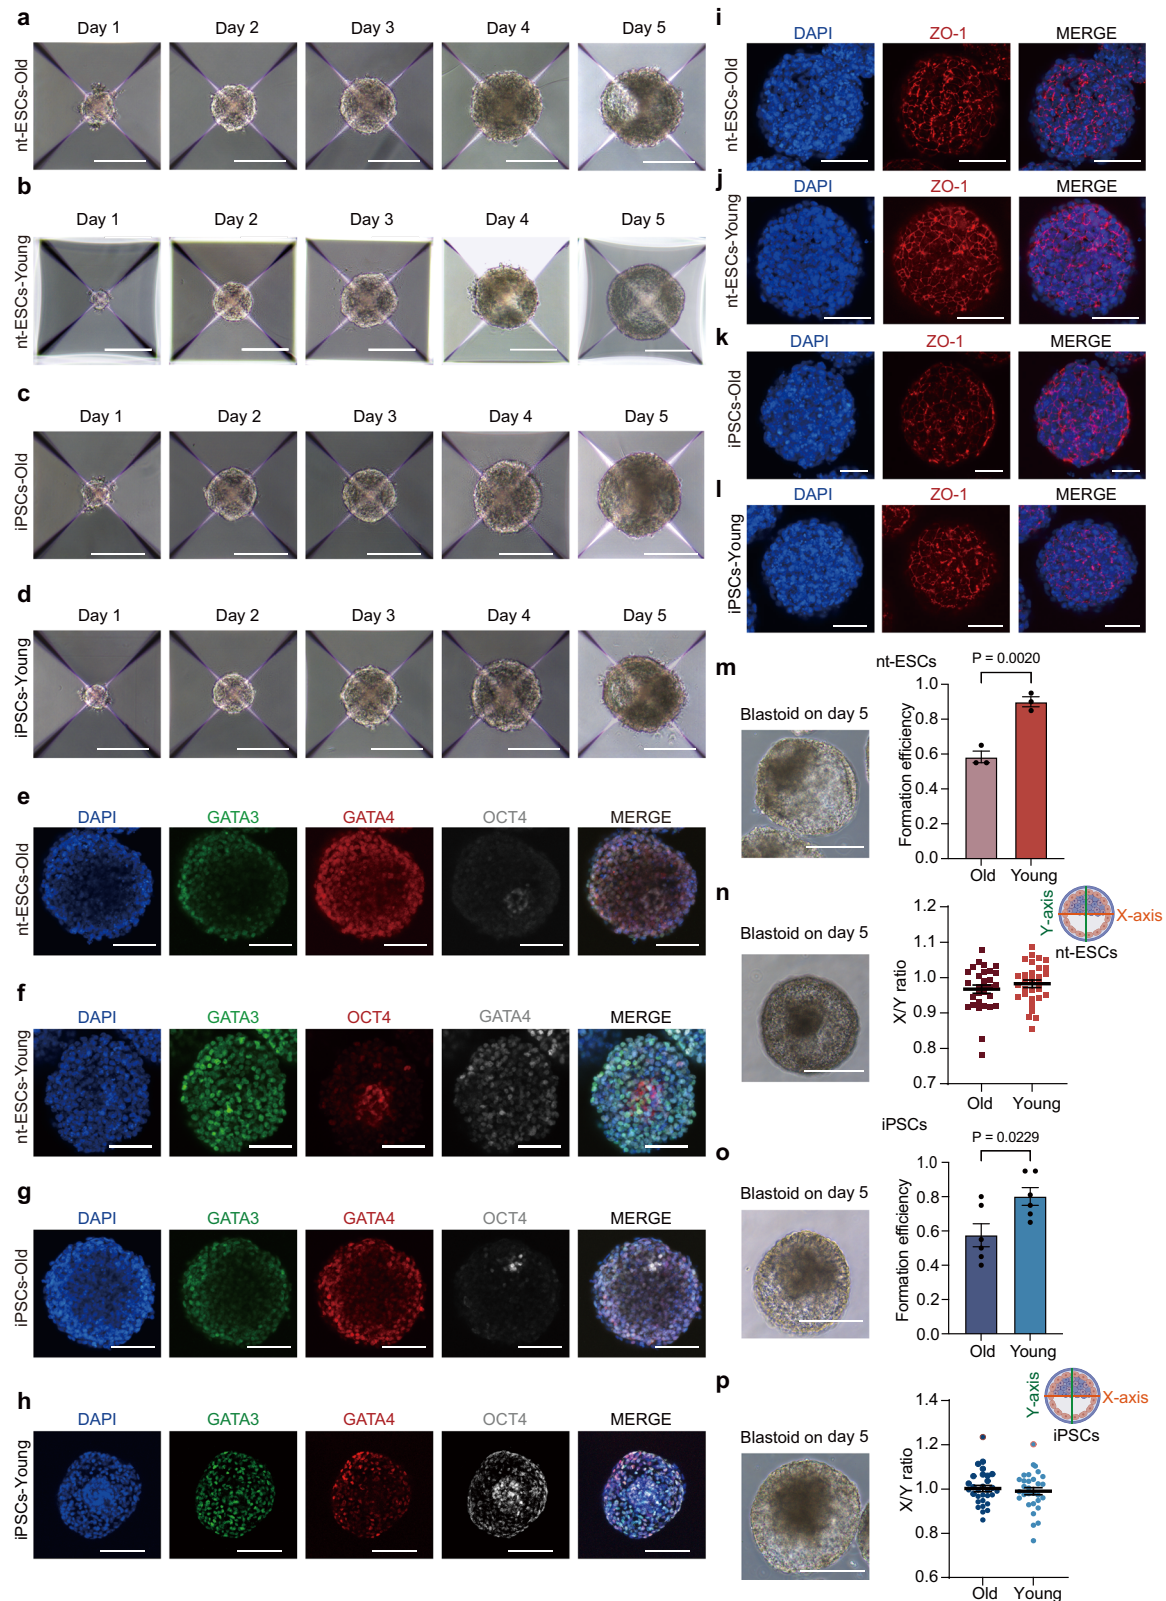 a
Day 1 Day 2 Day 3 Day 4 Day 5
nt-ESCs-Old
b
Day 1 Day 2 Day 3 Day 4 Day 5
nt-ESCs-Young
c
Day 1 Day 2 Day 3 Day 4 Day 5
iPSCs-Old
d
Day 1 Day 2 Day 3 Day 4 Day 5
iPSCs-Young
e
DAPI GATA3 GATA4 OCT4 MERGE
nt-ESCs-Old
f
DAPI GATA3 OCT4 GATA4 MERGE
nt-ESCs-Young
g
DAPI GATA3 GATA4 OCT4 MERGE
iPSCs-Old
h
DAPI GATA3 GATA4 OCT4 MERGE
iPSCs-Young
i
DAPI ZO-1 MERGE
nt-ESCs-Old
j
DAPI ZO-1 MERGE
nt-ESCs-Young
k
DAPI ZO-1 MERGE
iPSCs-Old
l
DAPI ZO-1 MERGE
iPSCs-Young
m
nt-ESCs
P = 0.0020
Blastoid on day 5
Formation efficiency
1.0
0.8
0.6
0.4
0.2
0.0
Old Young
n
Blastoid on day 5
Y-axis
X-axis
nt-ESCs
X/Y ratio
1.2
1.1
1.0
0.9
0.8
0.7
Old Young
o
iPSCs
P = 0.0229
Blastoid on day 5
Formation efficiency
1.0
0.8
0.6
0.4
0.2
0.0
Old Young
p
Blastoid on day 5
Y-axis
X-axis
iPSCs
X/Y ratio
1.4
1.2
1.0
0.8
0.6
Old Young